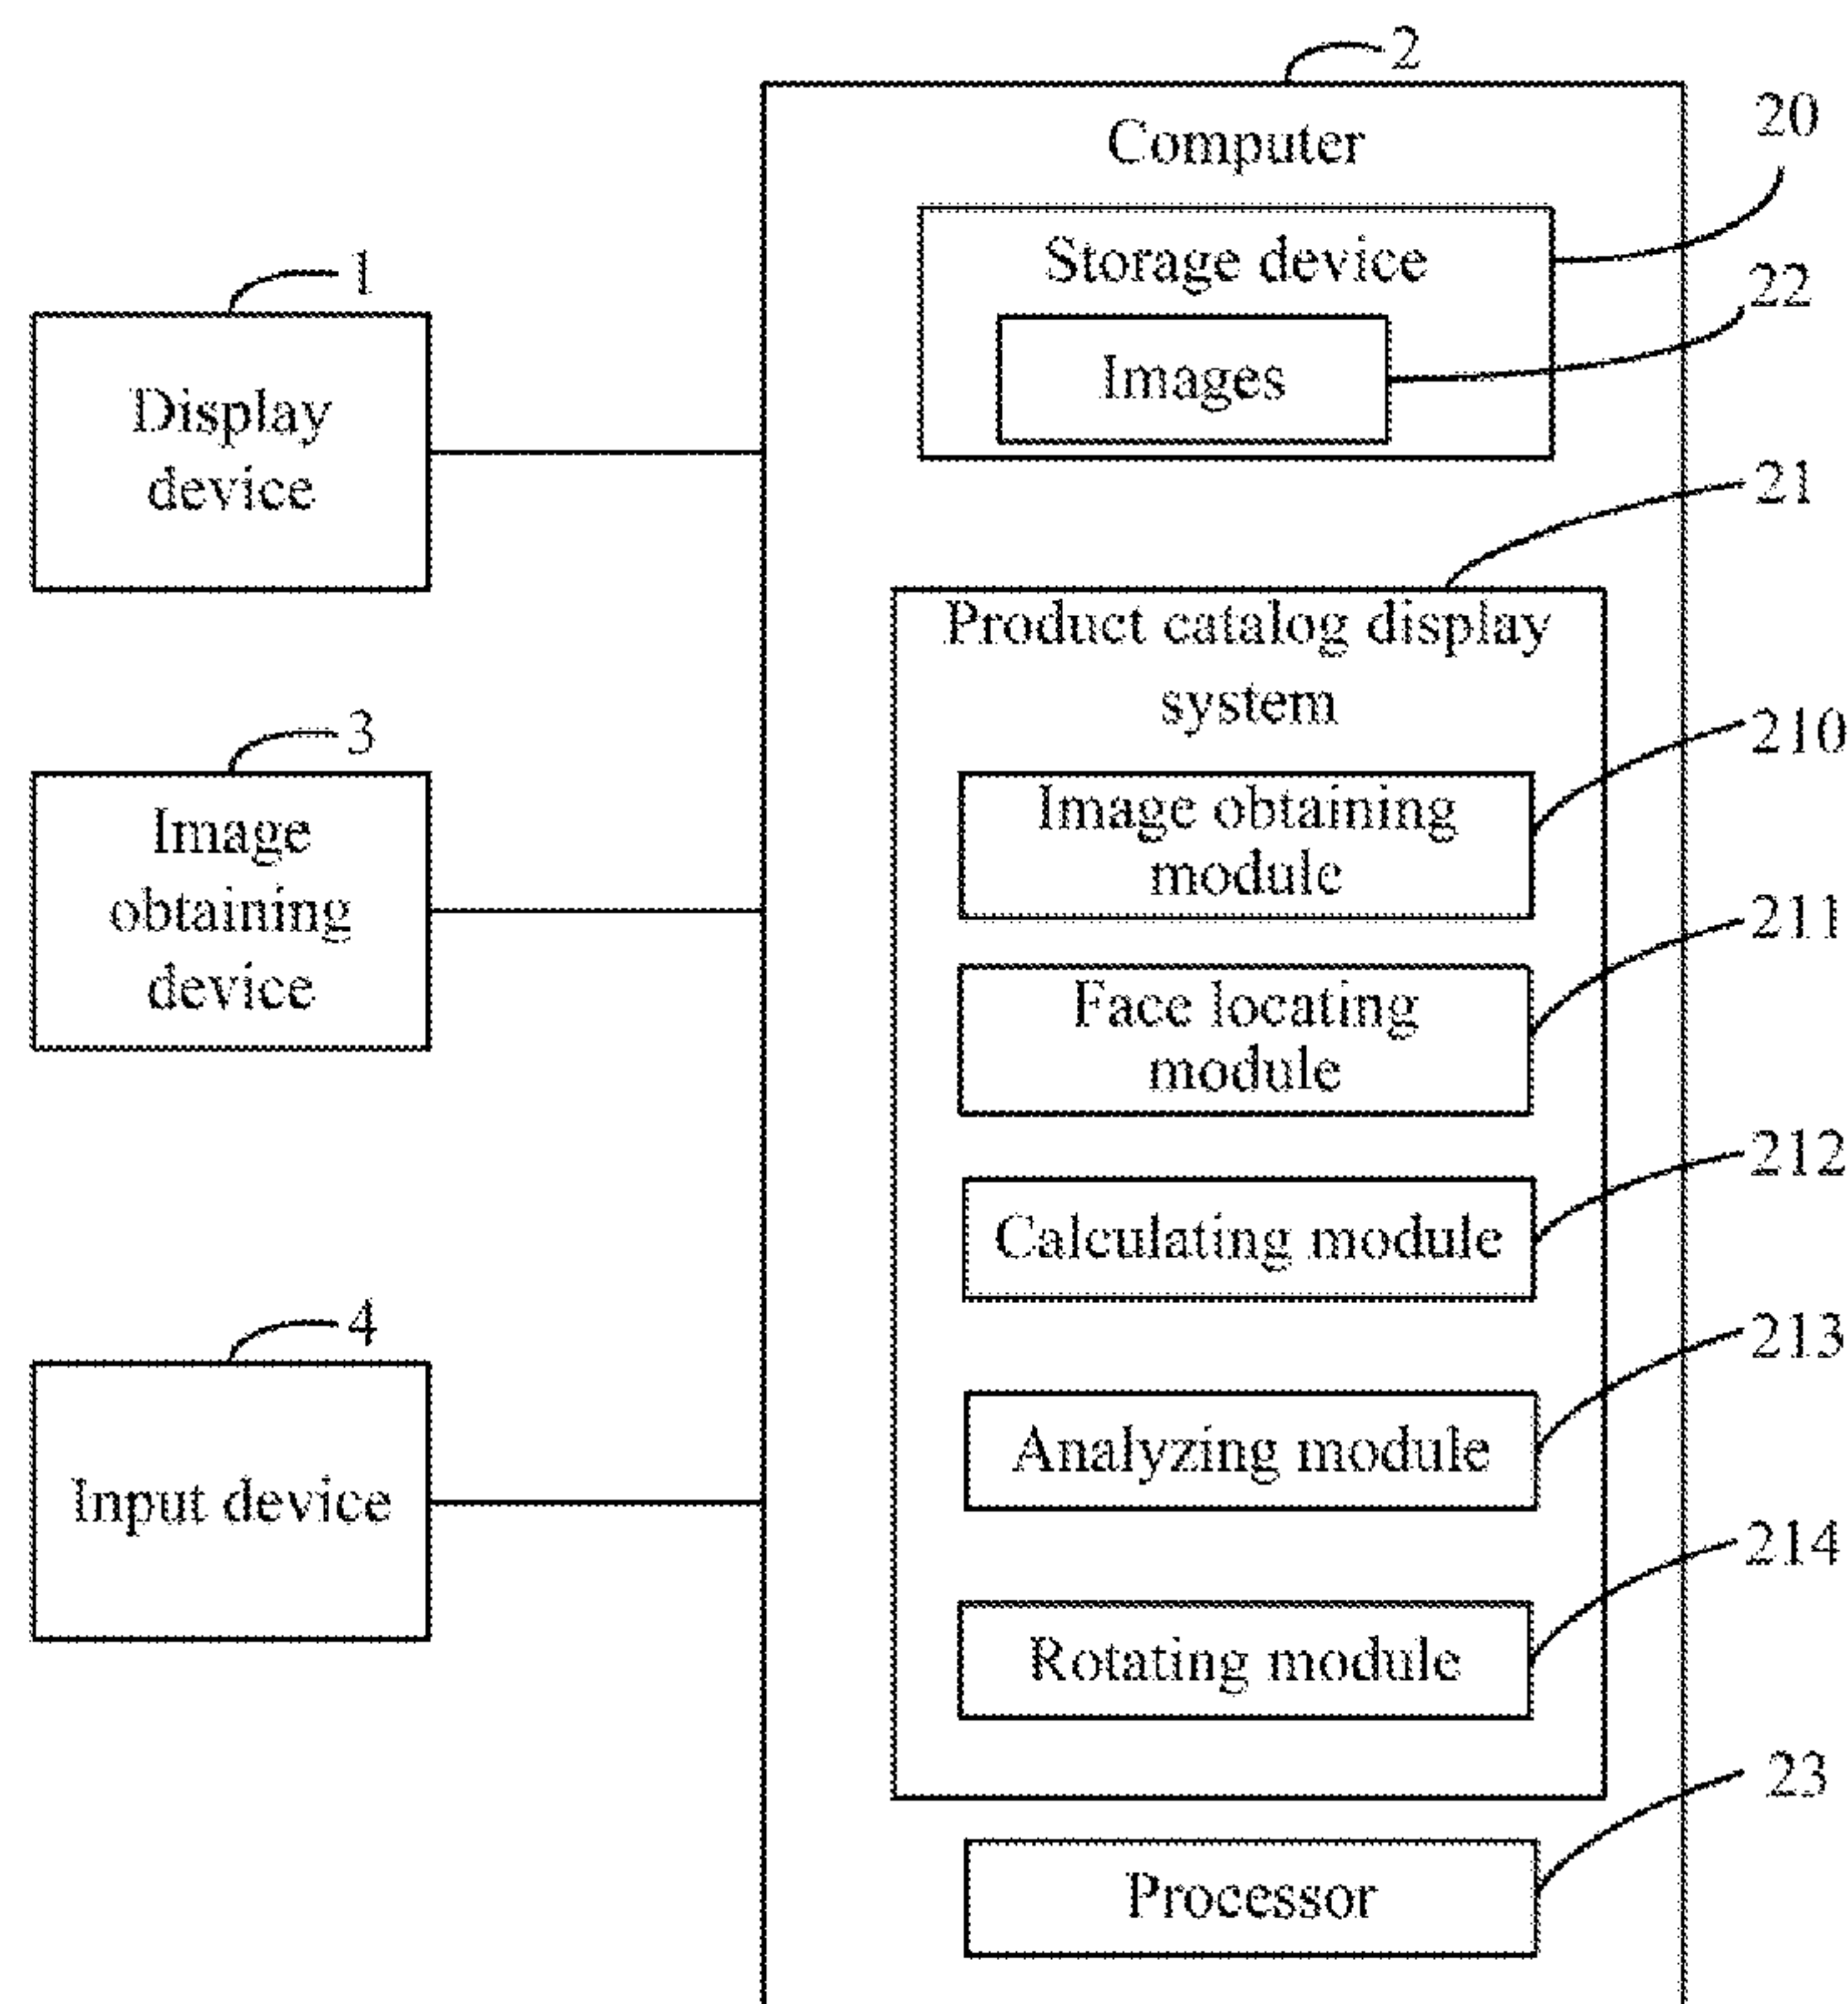 2
Computer
20
Storage device
22
Images
1
Display
device
21
Product catalog display
system
3
Image
obtaining
device
210
Image obtaining
module
211
Face locating
module
212
Calculating module
4
Input device
213
Analyzing module
214
Rotating module
23
Processor